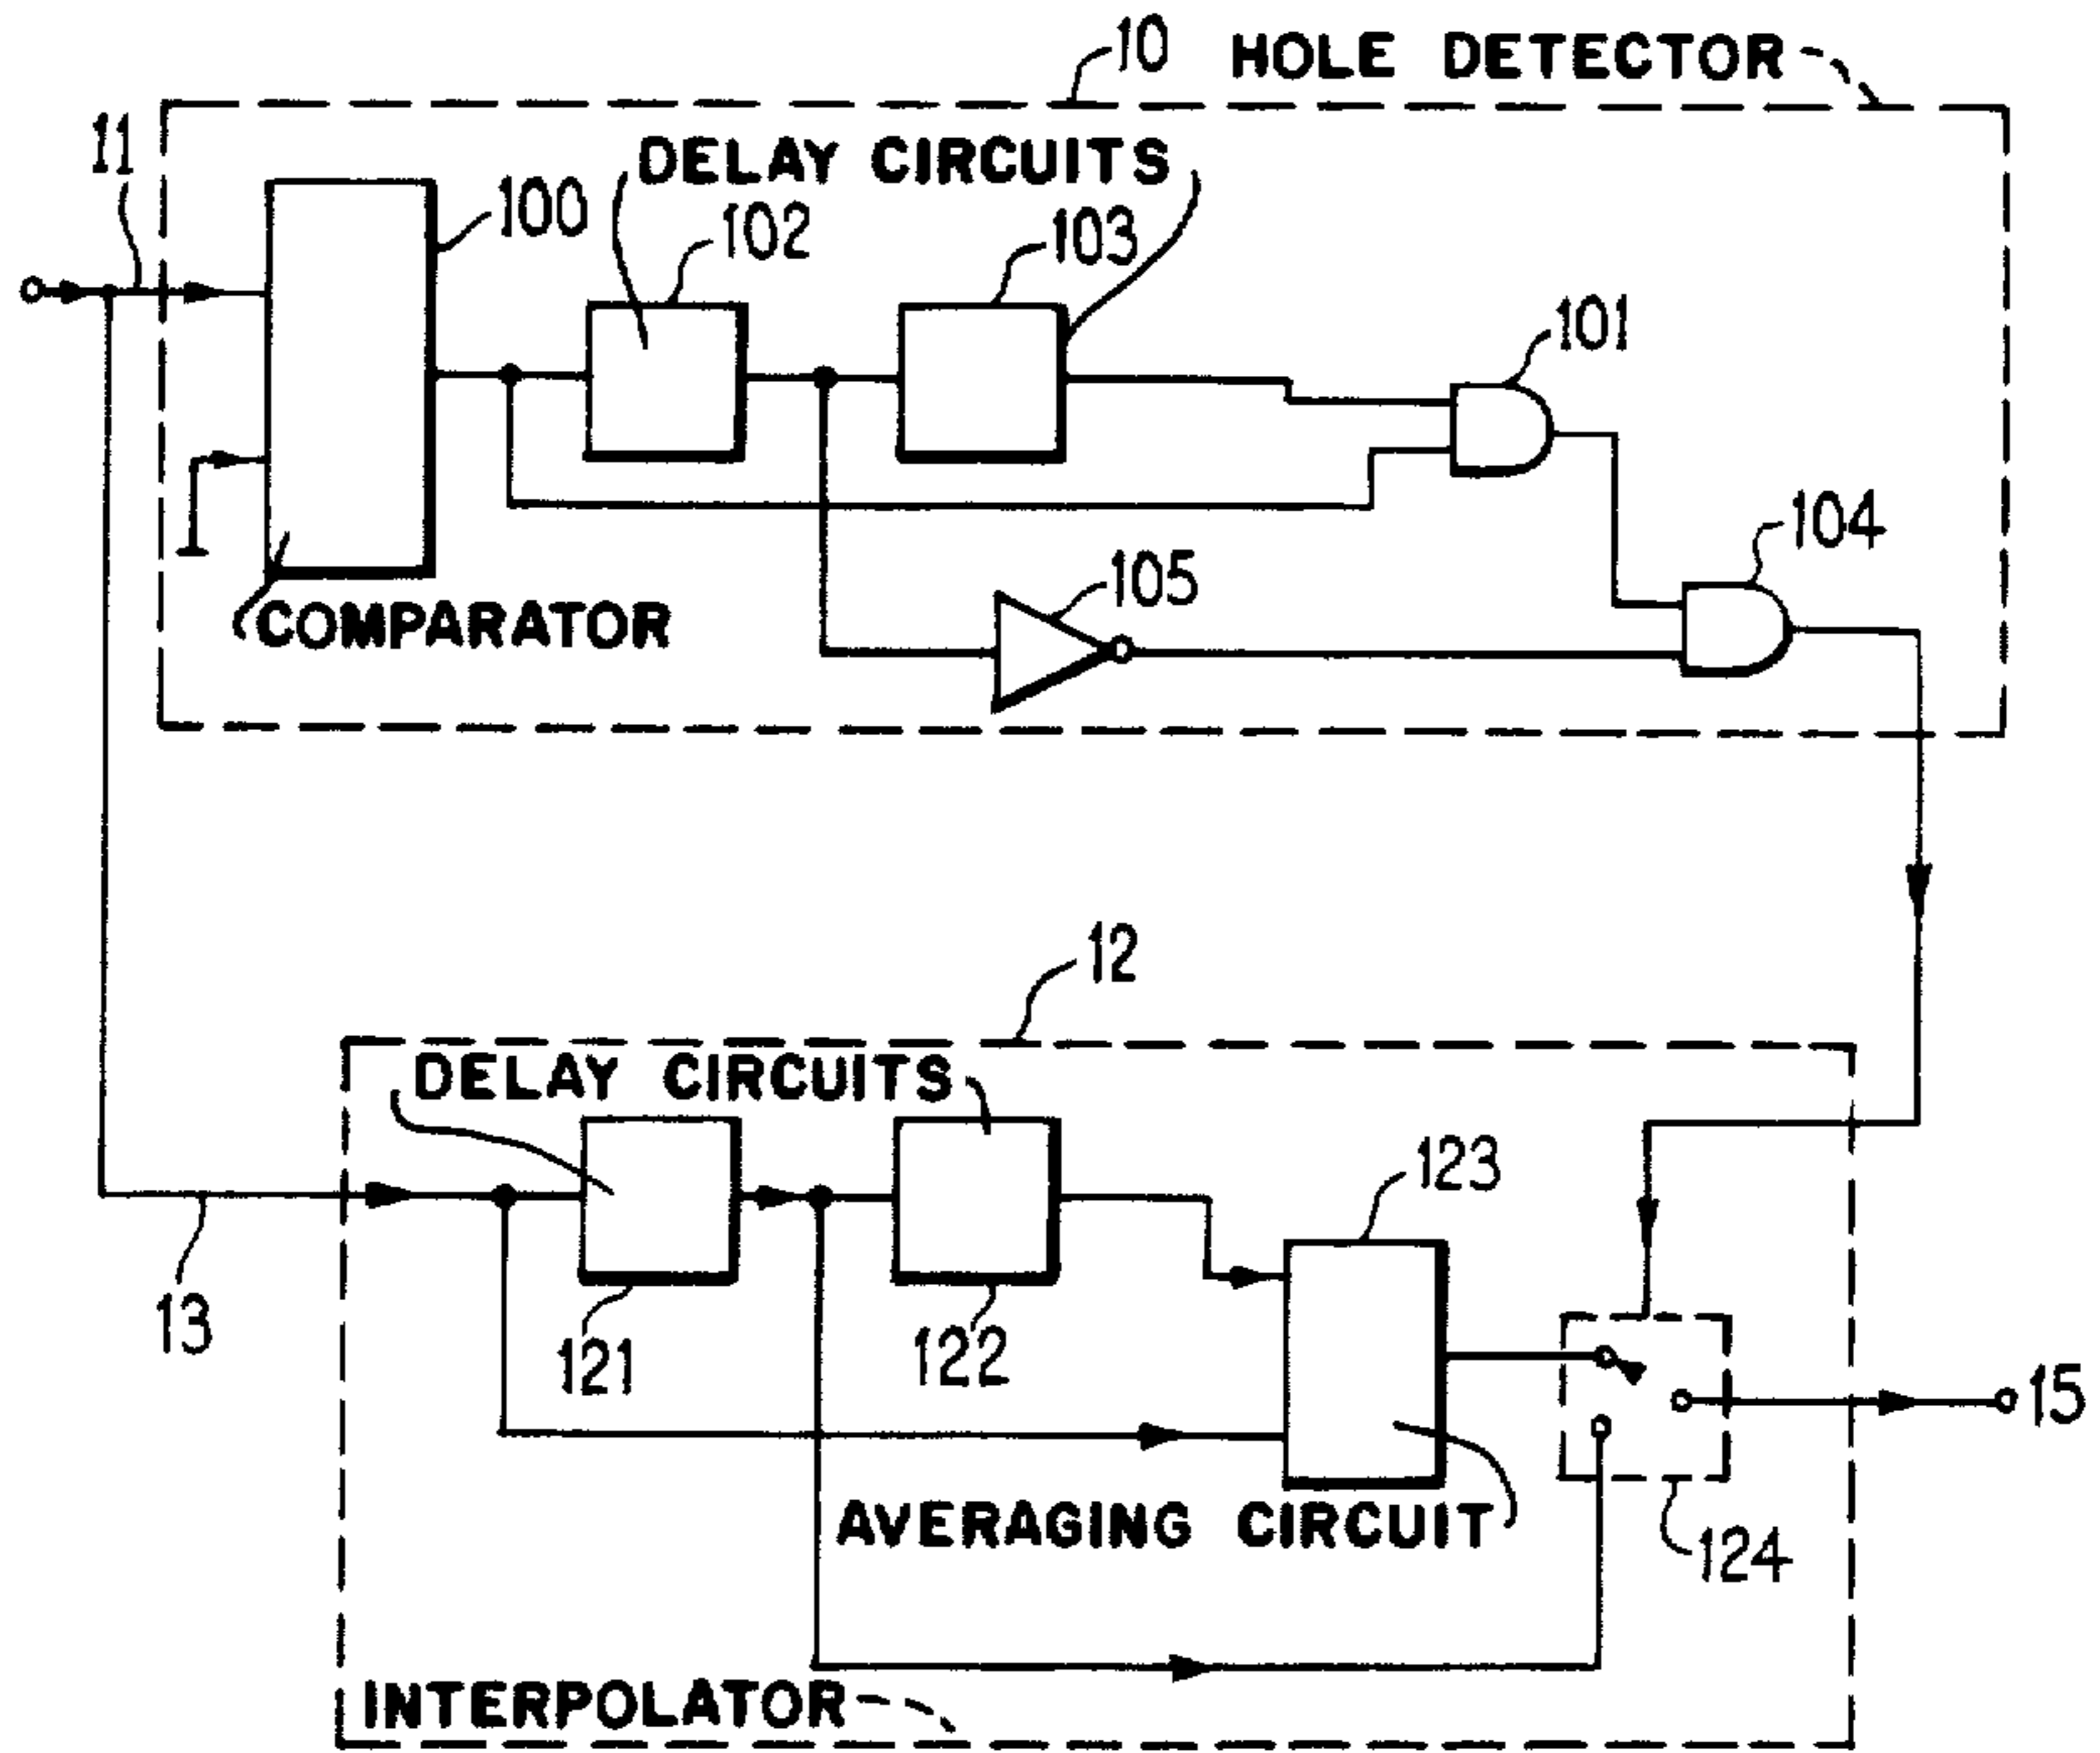 10 HOLE DETECTOR
11
DELAY CIRCUITS
100
102
103
101
104
105
COMPARATOR
12
DELAY CIRCUITS
123
13
121
122
15
AVERAGING CIRCUIT
124
INTERPOLATOR